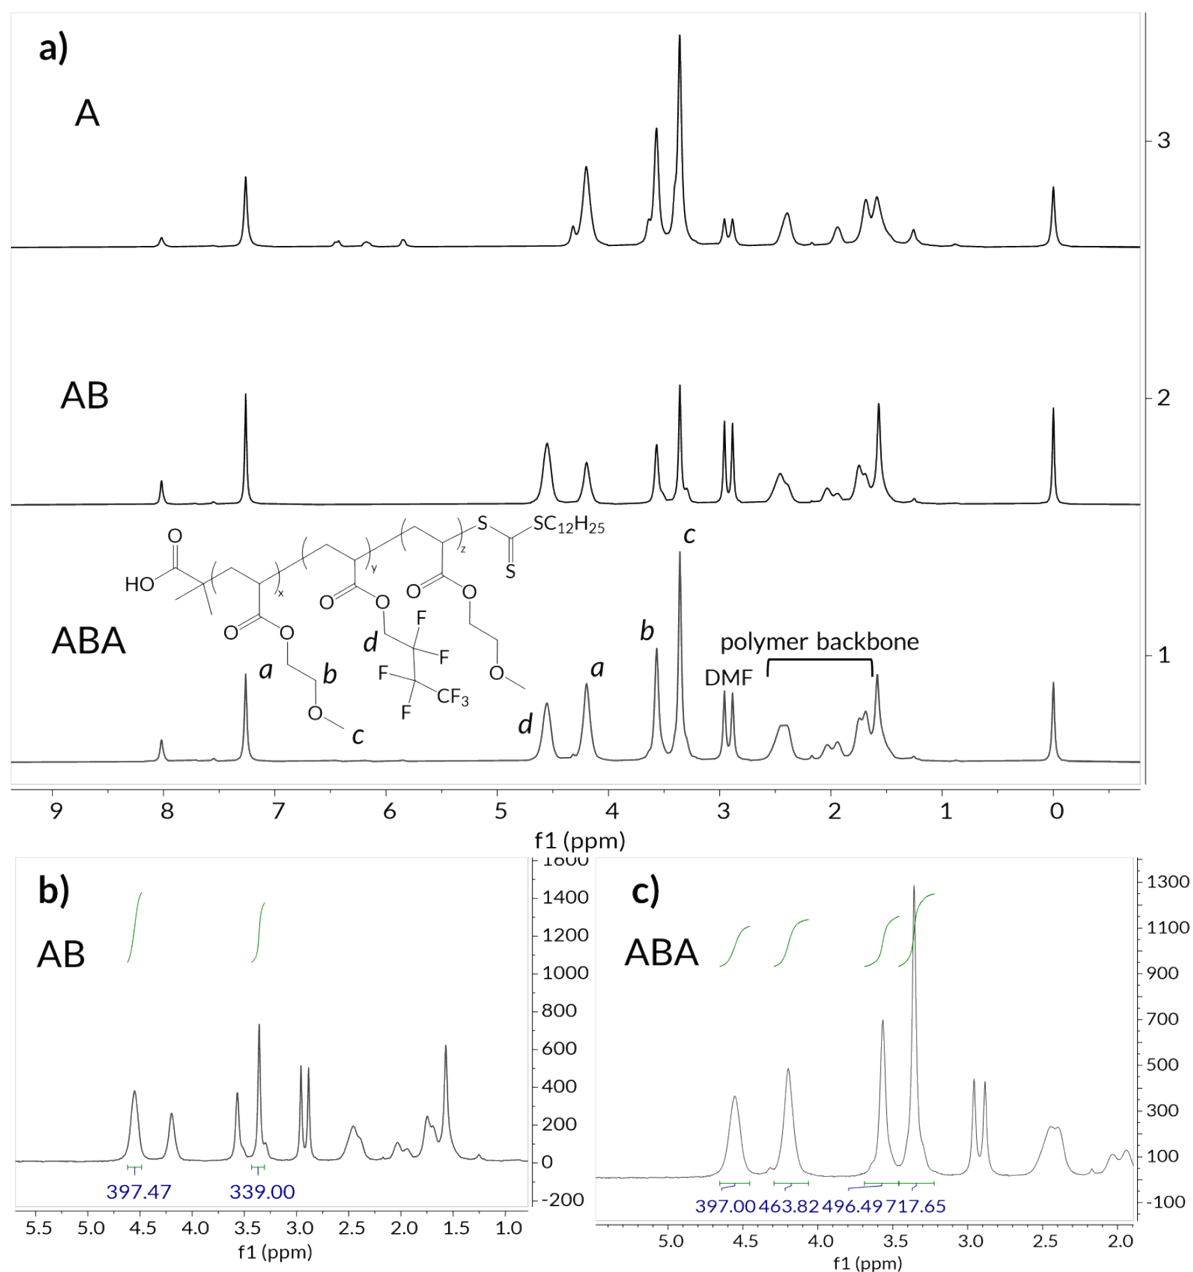 a)
A
3
AB
2
O
HO
x
O
O
O
y
O
O
z
O
O
S
S
SC12H25
F
F
F
F
CF3
O
O
a
b
c
d
ABA
d
a
b
c
DMF
polymer backbone
1
9 8 7 6 5 4 3 2 1 0
f1 (ppm)
b)
AB
1600
1400
1200
1000
800
600
400
200
0
-200
397.47 339.00
5.5 5.0 4.5 4.0 3.5 3.0 2.5 2.0 1.5 1.0
f1 (ppm)
c)
ABA
1300
1100
900
700
500
300
100
-100
397.00 463.82 496.49 717.65
5.0 4.5 4.0 3.5 3.0 2.5 2.0
f1 (ppm)